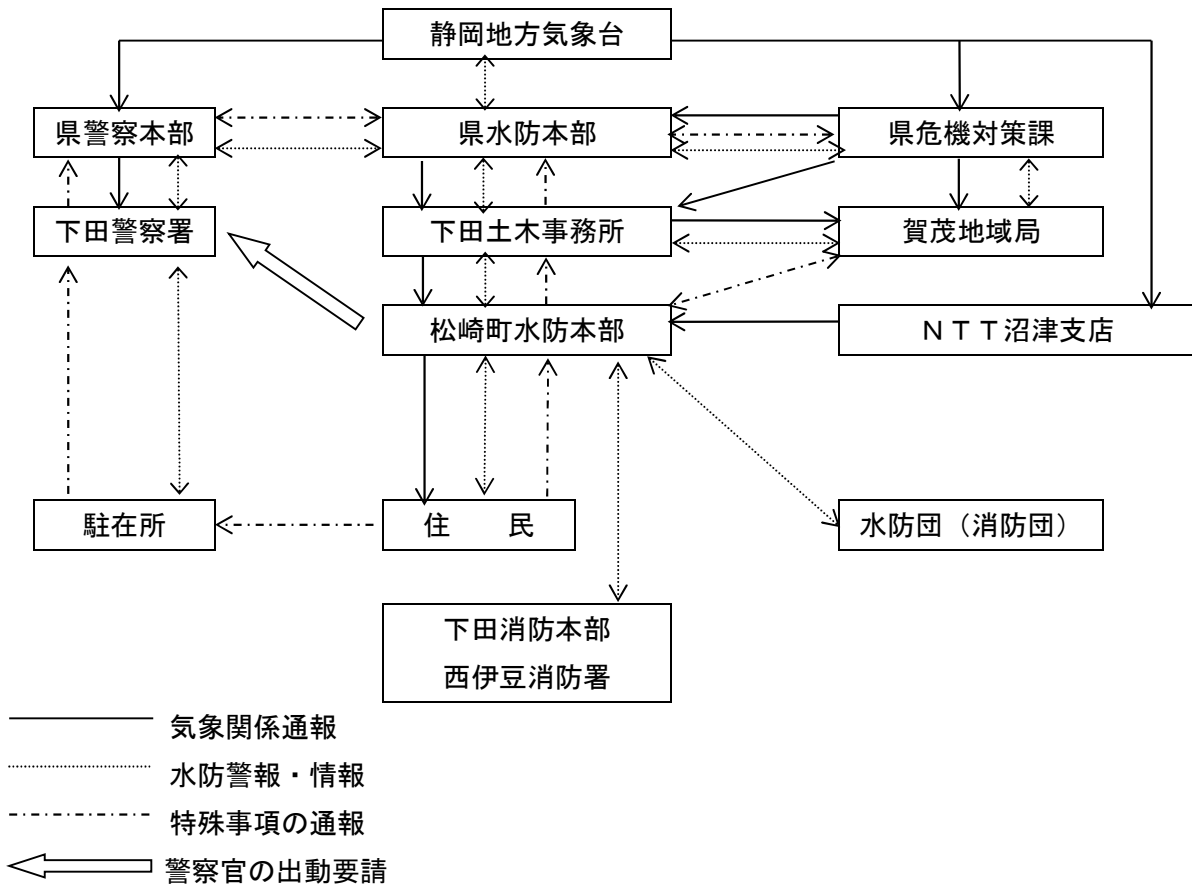 静岡地方気象台
県警察本部
県水防本部
県危機対策課
下田警察署
下田土木事務所
賀茂地域局
松崎町水防本部
ＮＴＴ沼津支店
駐在所
住　　民
水防団（消防団）
下田消防本部
西伊豆消防署
気象関係通報
水防警報・情報
特殊事項の通報
警察官の出動要請